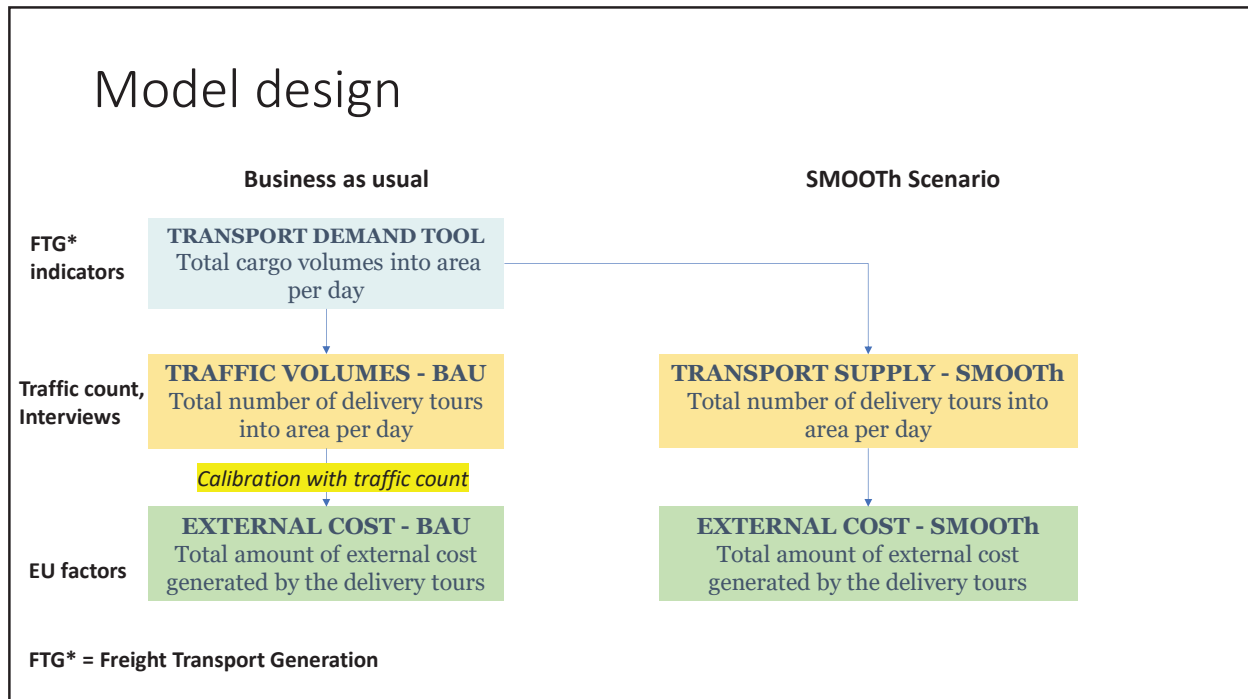 Model design
Business as usual
SMOOTh Scenario
FTG*
indicators
TRANSPORT DEMAND TOOL
Total cargo volumes into area
per day
Traffic count,
Interviews
TRAFFIC VOLUMES - BAU
Total number of delivery tours
into area per day
TRANSPORT SUPPLY - SMOOTh
Total number of delivery tours into
area per day
Calibration with traffic count
EU factors
EXTERNAL COST - BAU
Total amount of external cost
generated by the delivery tours
EXTERNAL COST - SMOOTh
Total amount of external cost
generated by the delivery tours
FTG* = Freight Transport Generation